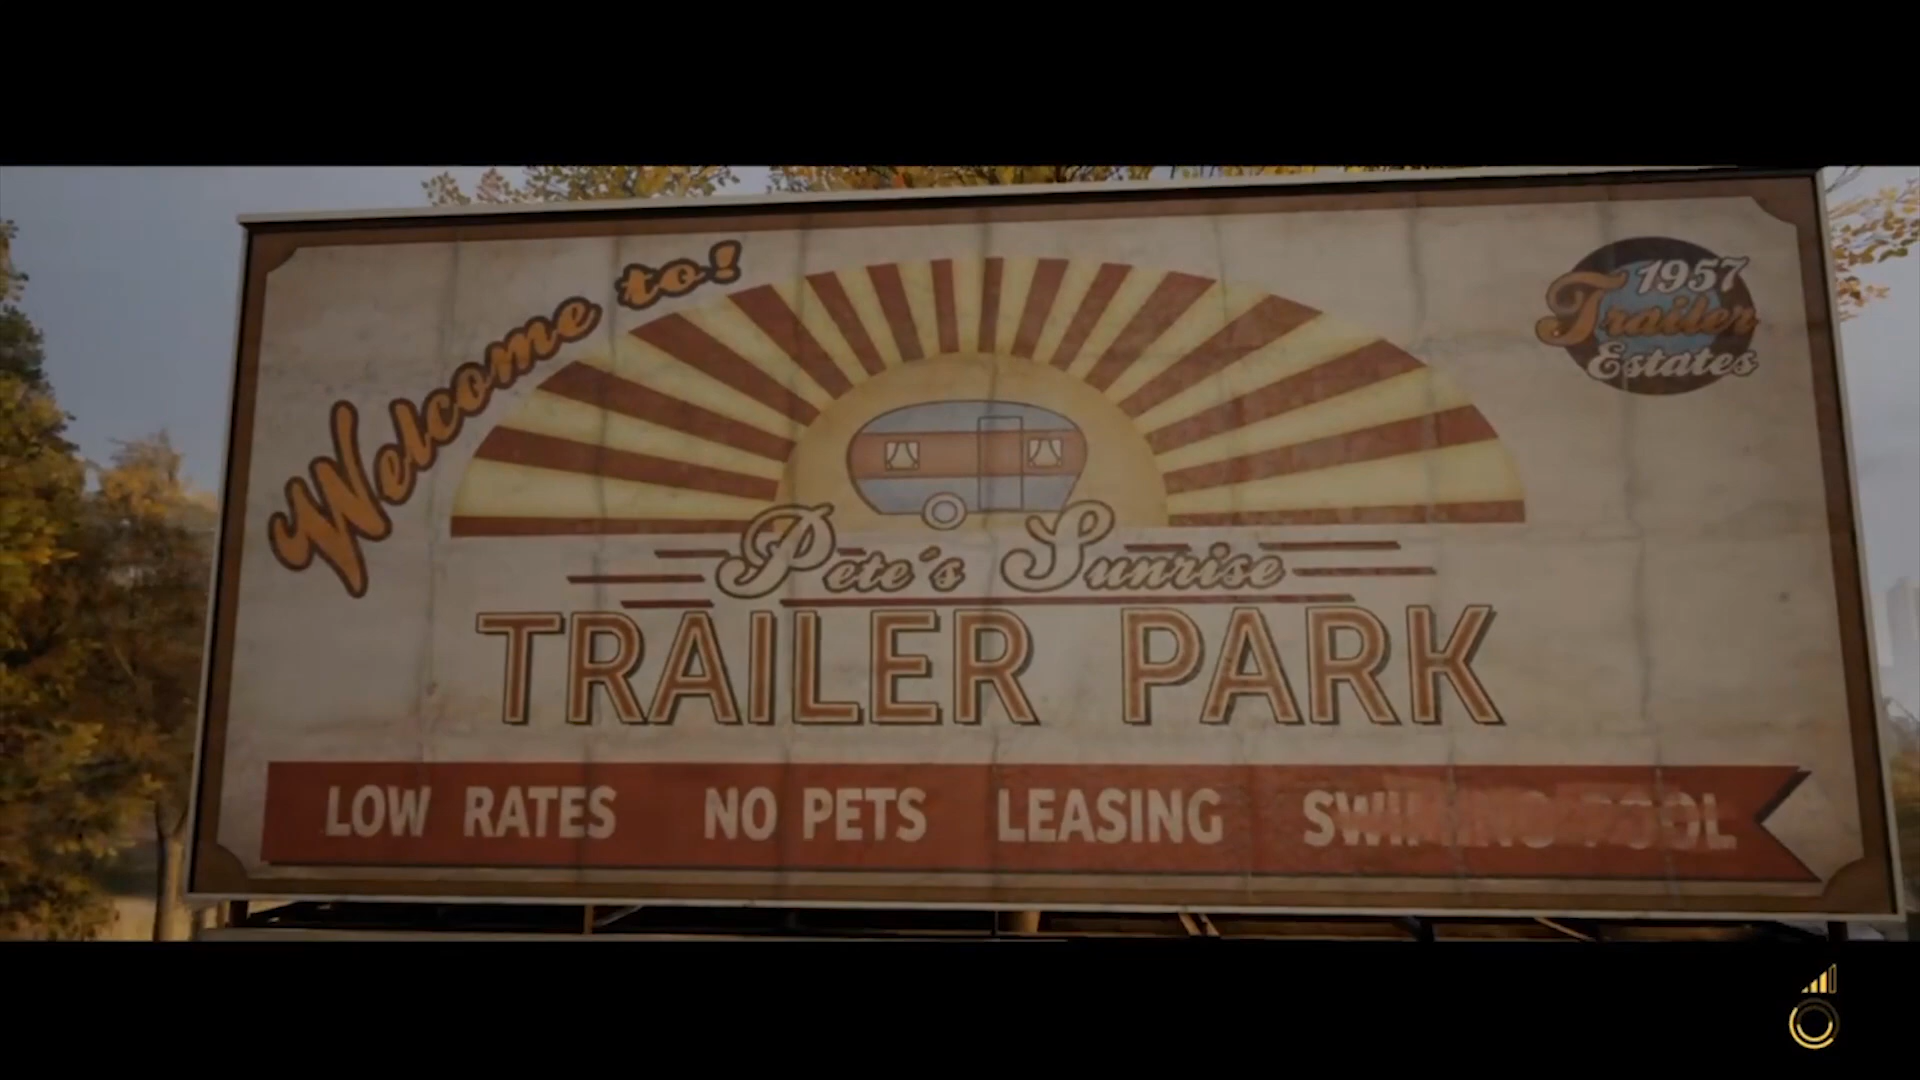 Welcome to!
1957
Trailer
Estates
Pete's Sunrise
TRAILER PARK
LOW RATES NO PETS LEASING